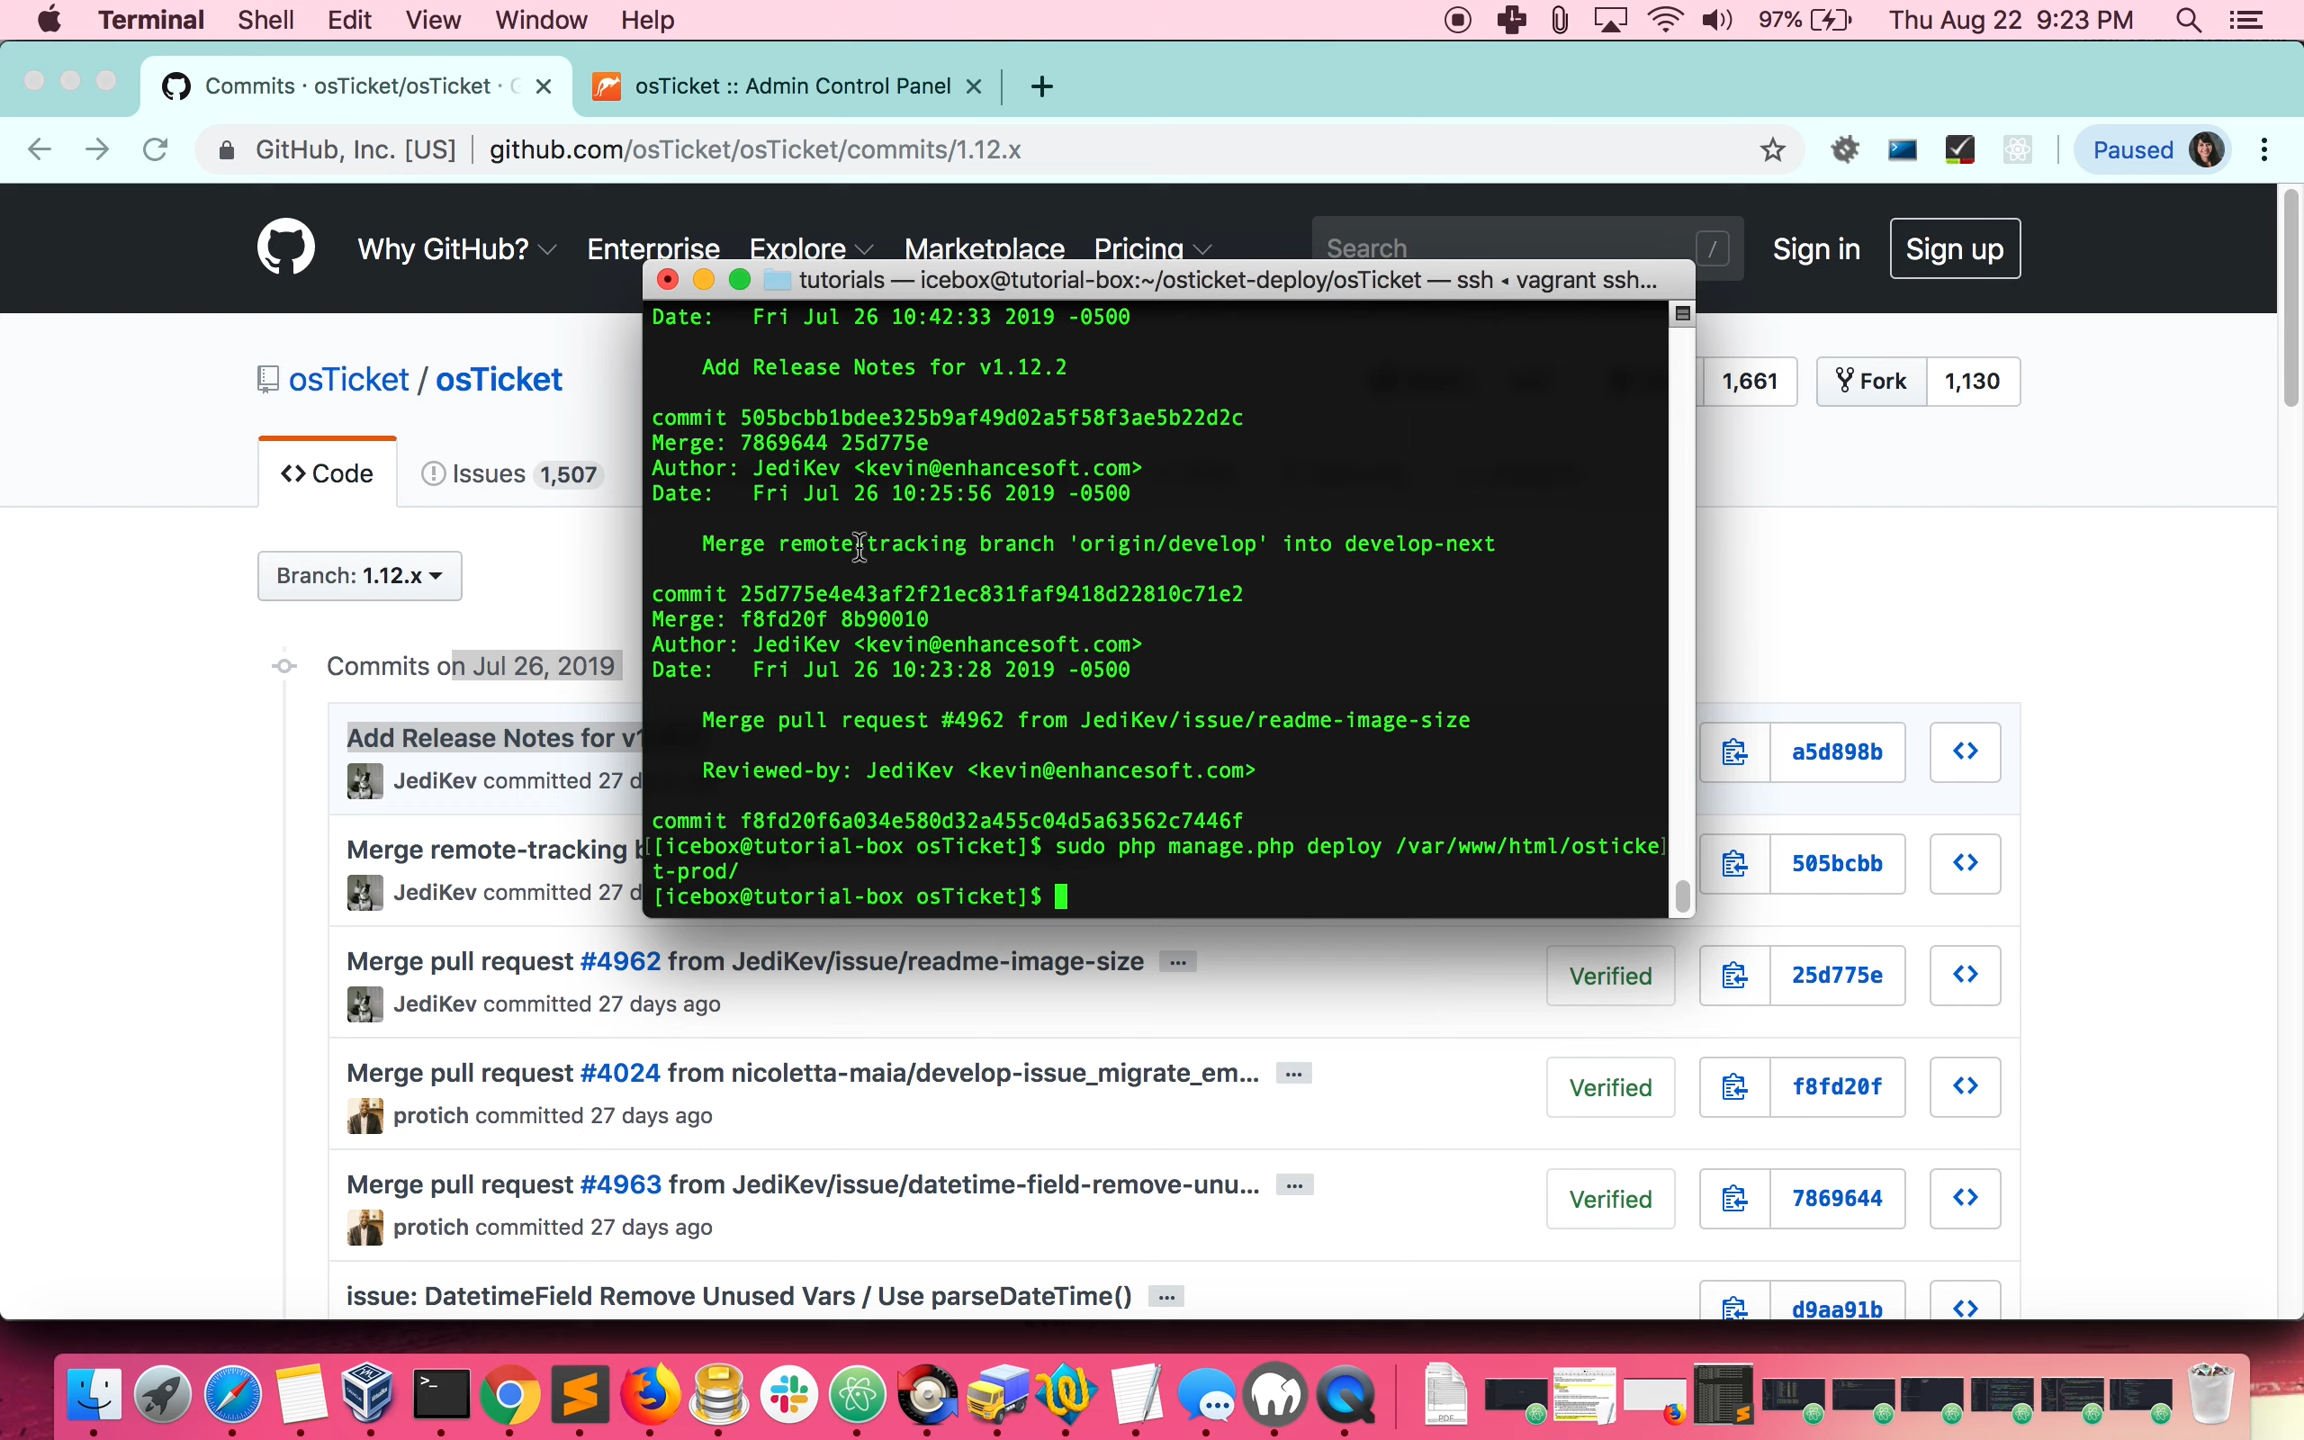 Terminal Shell Edit View Window Help 97% Thu Aug 22 9:23 PM
Commits · osTicket/osTicket · osTicket :: Admin Control Panel
GitHub, Inc. [US] github.com/osTicket/osTicket/commits/1.12.x Paused
Why GitHub? Enterprise Explore Marketplace Pricing Search / Sign in Sign up
tutorials — icebox@tutorial-box:~/osticket-deploy/osTicket — ssh ◂ vagrant ssh...
osTicket / osTicket
1,661 Fork 1,130
<> Code Issues 1,507
Branch: 1.12.x
Date: Fri Jul 26 10:42:33 2019 -0500
Add Release Notes for v1.12.2
commit 505bcbb1bdee325b9af49d02a5f58f3ae5b22d2c
Merge: 7869644 25d775e
Author: JediKev <kevin@enhancesoft.com>
Date: Fri Jul 26 10:25:56 2019 -0500
Merge remote-tracking branch 'origin/develop' into develop-next
commit 25d775e4e43af2f21ec831faf9418d22810c71e2
Merge: f8fd20f 8b90010
Author: JediKev <kevin@enhancesoft.com>
Date: Fri Jul 26 10:23:28 2019 -0500
Merge pull request #4962 from JediKev/issue/readme-image-size
Reviewed-by: JediKev <kevin@enhancesoft.com>
commit f8fd20f6a034e580d32a455c04d5a63562c7446f
[[icebox@tutorial-box osTicket]$ sudo php manage.php deploy /var/www/html/osticke]
t-prod/
[icebox@tutorial-box osTicket]$
Commits on Jul 26, 2019
Add Release Notes for
JediKev committed 27
a5d898b <>
Merge remote-tracking
JediKev committed 27
505bcbb <>
Merge pull request #4962 from JediKev/issue/readme-image-size ...
JediKev committed 27 days ago
Verified 25d775e <>
Merge pull request #4024 from nicoletta-maia/develop-issue_migrate_em... ...
protich committed 27 days ago
Verified f8fd20f <>
Merge pull request #4963 from JediKev/issue/datetime-field-remove-unu... ...
protich committed 27 days ago
Verified 7869644 <>
issue: DatetimeField Remove Unused Vars / Use parseDateTime() ...
d9aa91b <>
PDF